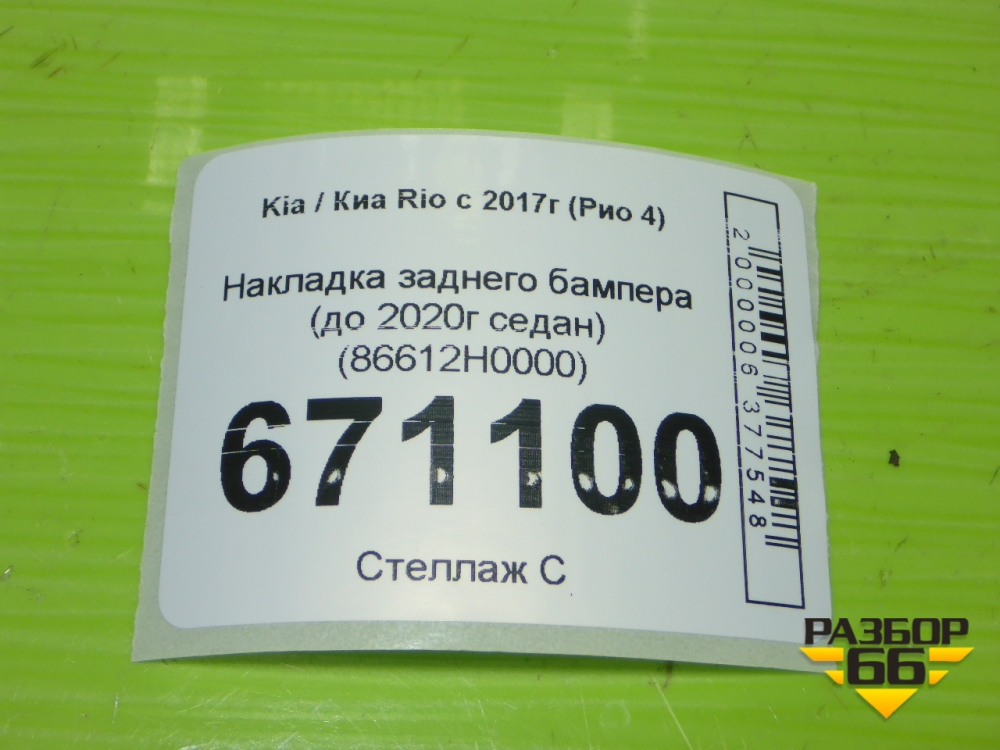 Kia / Киа Rio с 2017г (Рио 4)
Накладка заднего бампера
(до 2020г седан)
(86612H0000)
671100
Стеллаж С
2000006377548
РАЗБОР
66